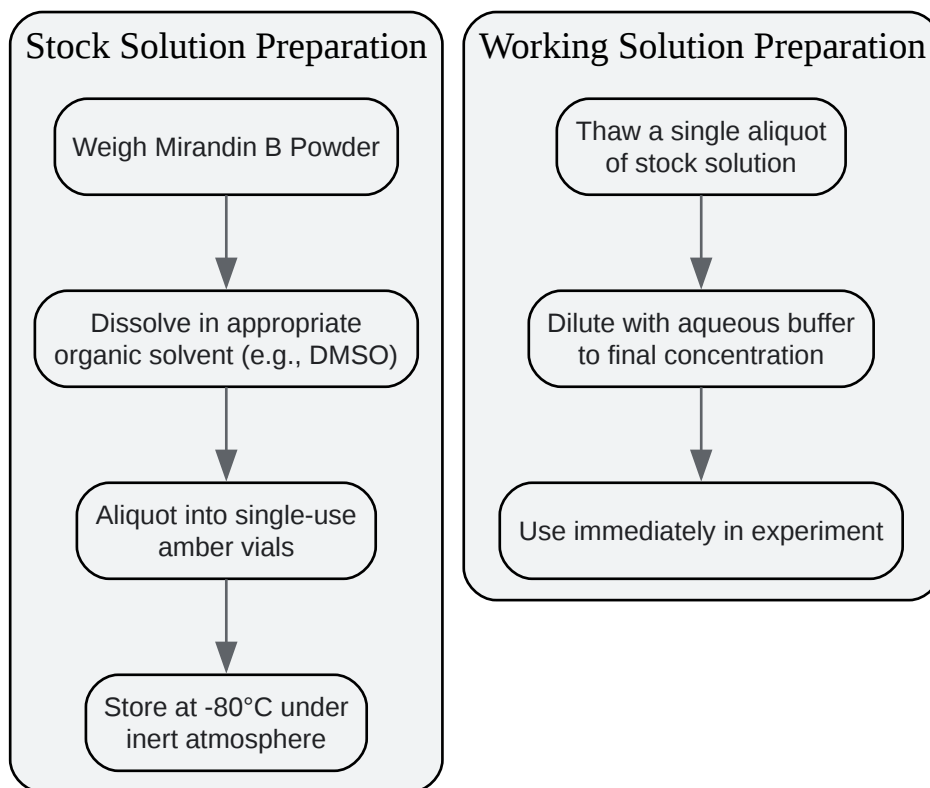 Stock Solution Preparation
Weigh Mirandin B Powder
Dissolve in appropriate
organic solvent (e.g., DMSO)
Aliquot into single-use
amber vials
Store at -80°C under
inert atmosphere
Working Solution Preparation
Thaw a single aliquot
of stock solution
Dilute with aqueous buffer
to final concentration
Use immediately in experiment